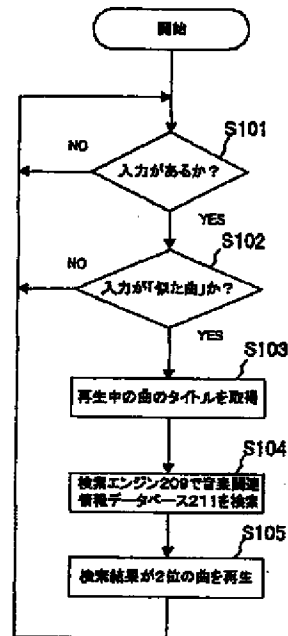 開始
S101
NO
入力があるか?
YES
S102
NO
入力が「似た曲」か?
YES
S103
再生中の曲のタイトルを取得
S104
検索エンジン209で音楽関連
情報データベース211を検索
S105
検索結果が2位の曲を再生